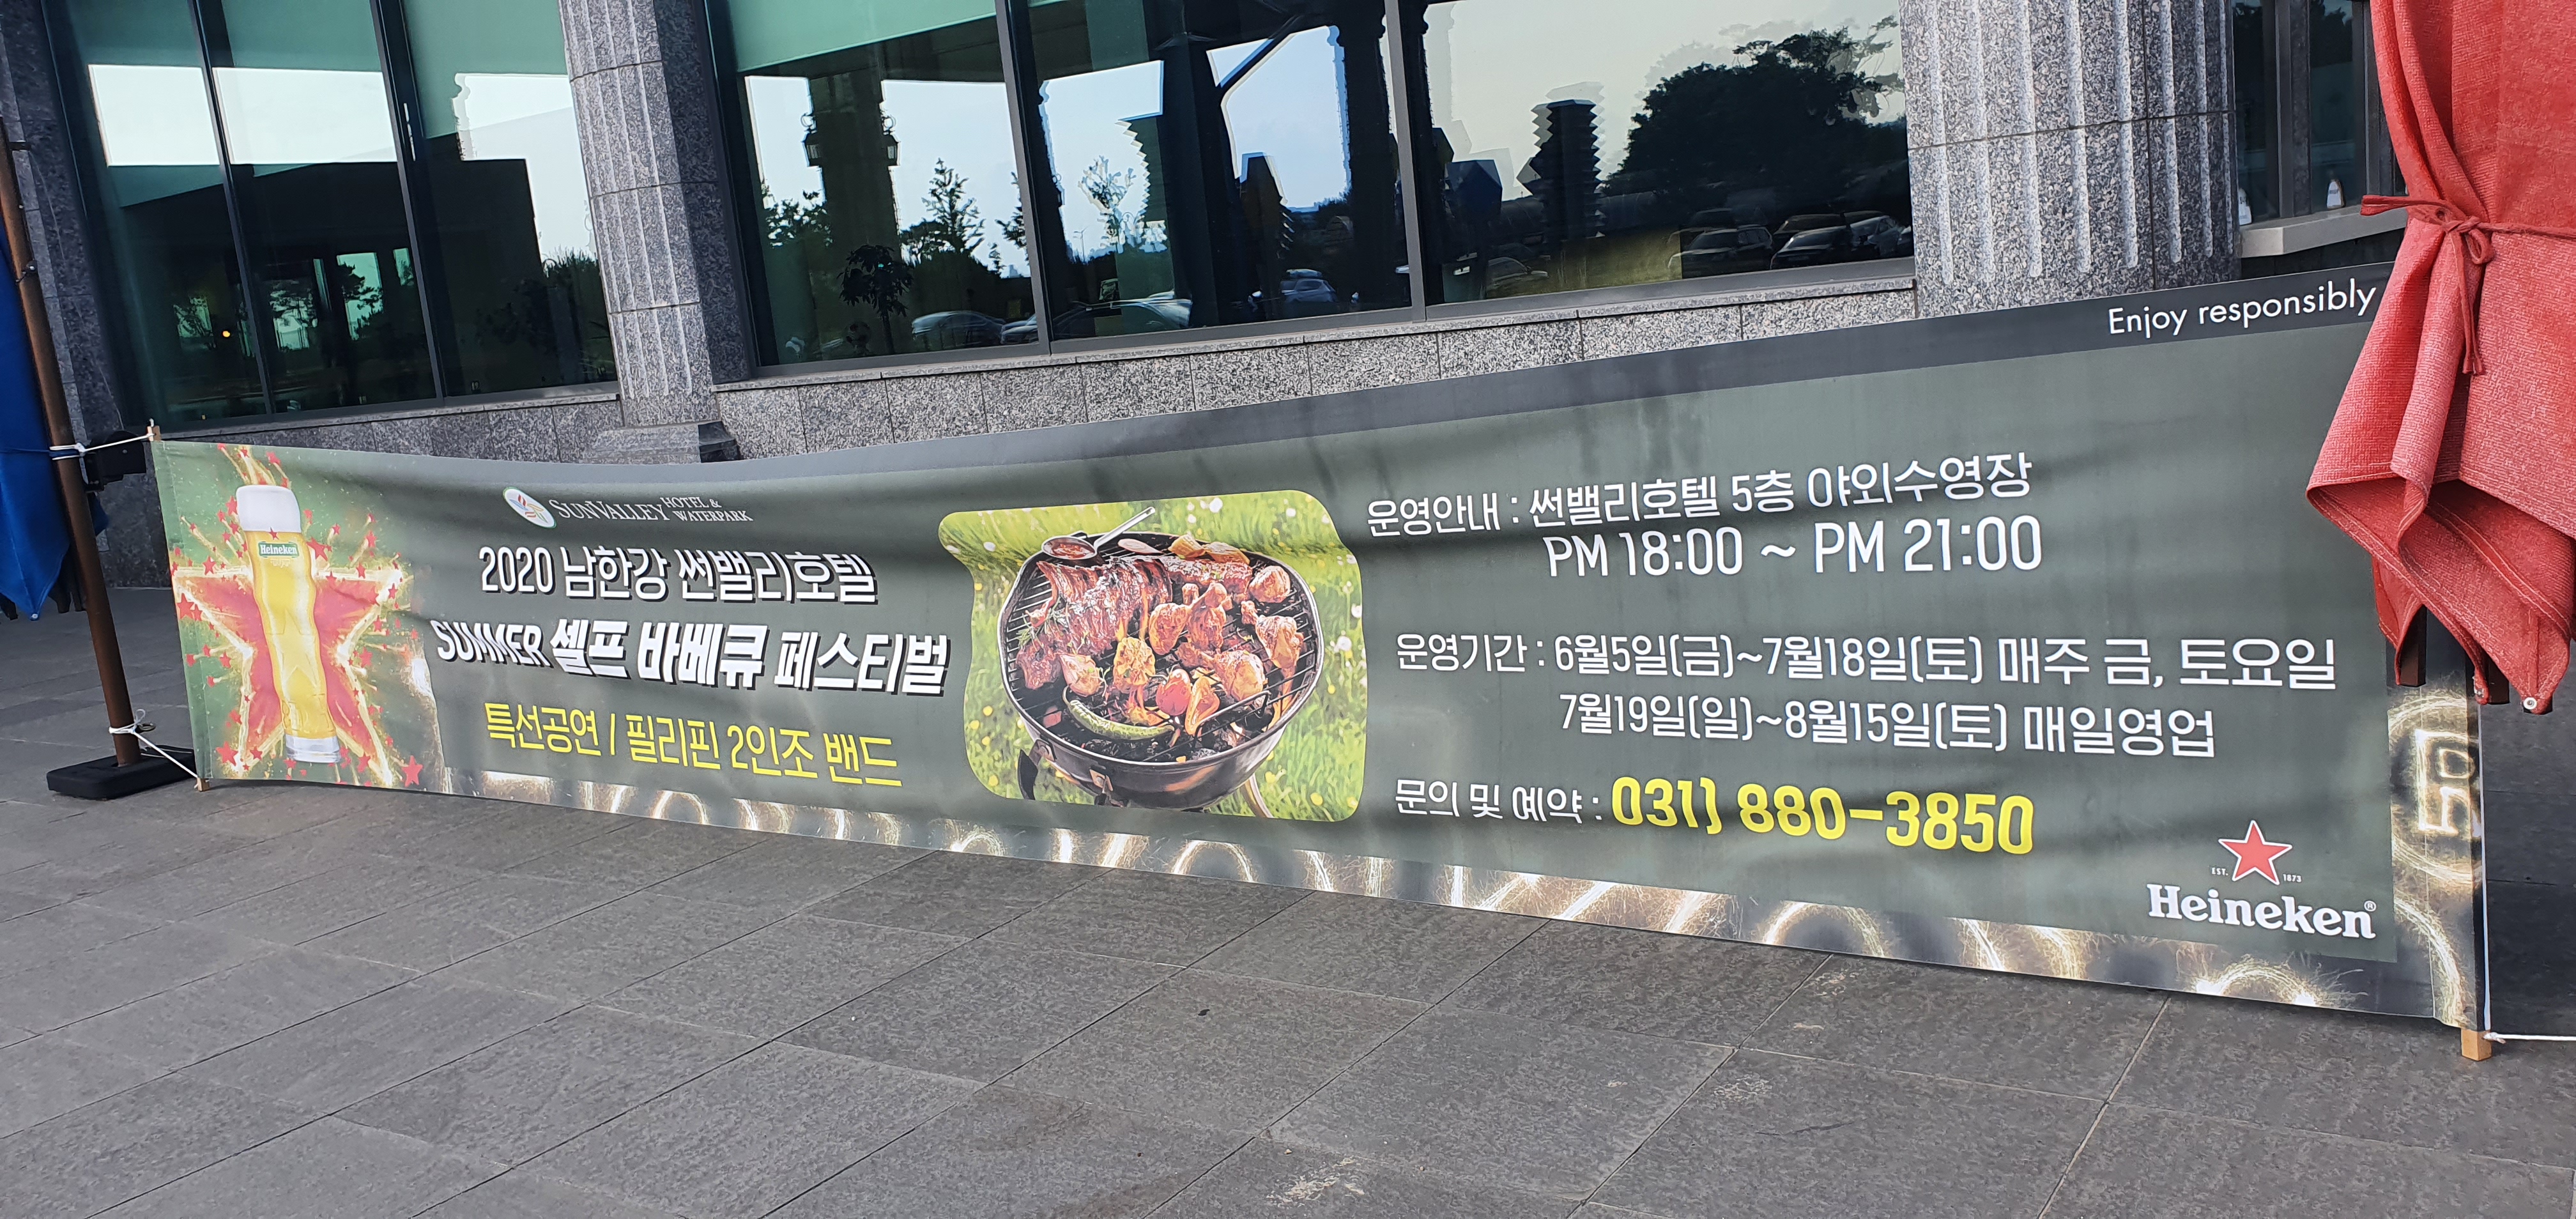 Enjoy responsibly
Heineken
SUNVALLEY HOTEL & WATERPARK
2020 남한강 썬밸리호텔
SUMMER 셀프 바베큐 페스티벌
특선공연 / 필리핀 2인조 밴드
운영안내 : 썬밸리호텔 5층 야외수영장
PM 18:00 ~ PM 21:00
운영기간 : 6월5일(금)~7월18일(토) 매주 금, 토요일
7월19일(일)~8월15일(토) 매일영업
문의 및 예약 : 031) 880-3850
EST. 1873
Heineken®